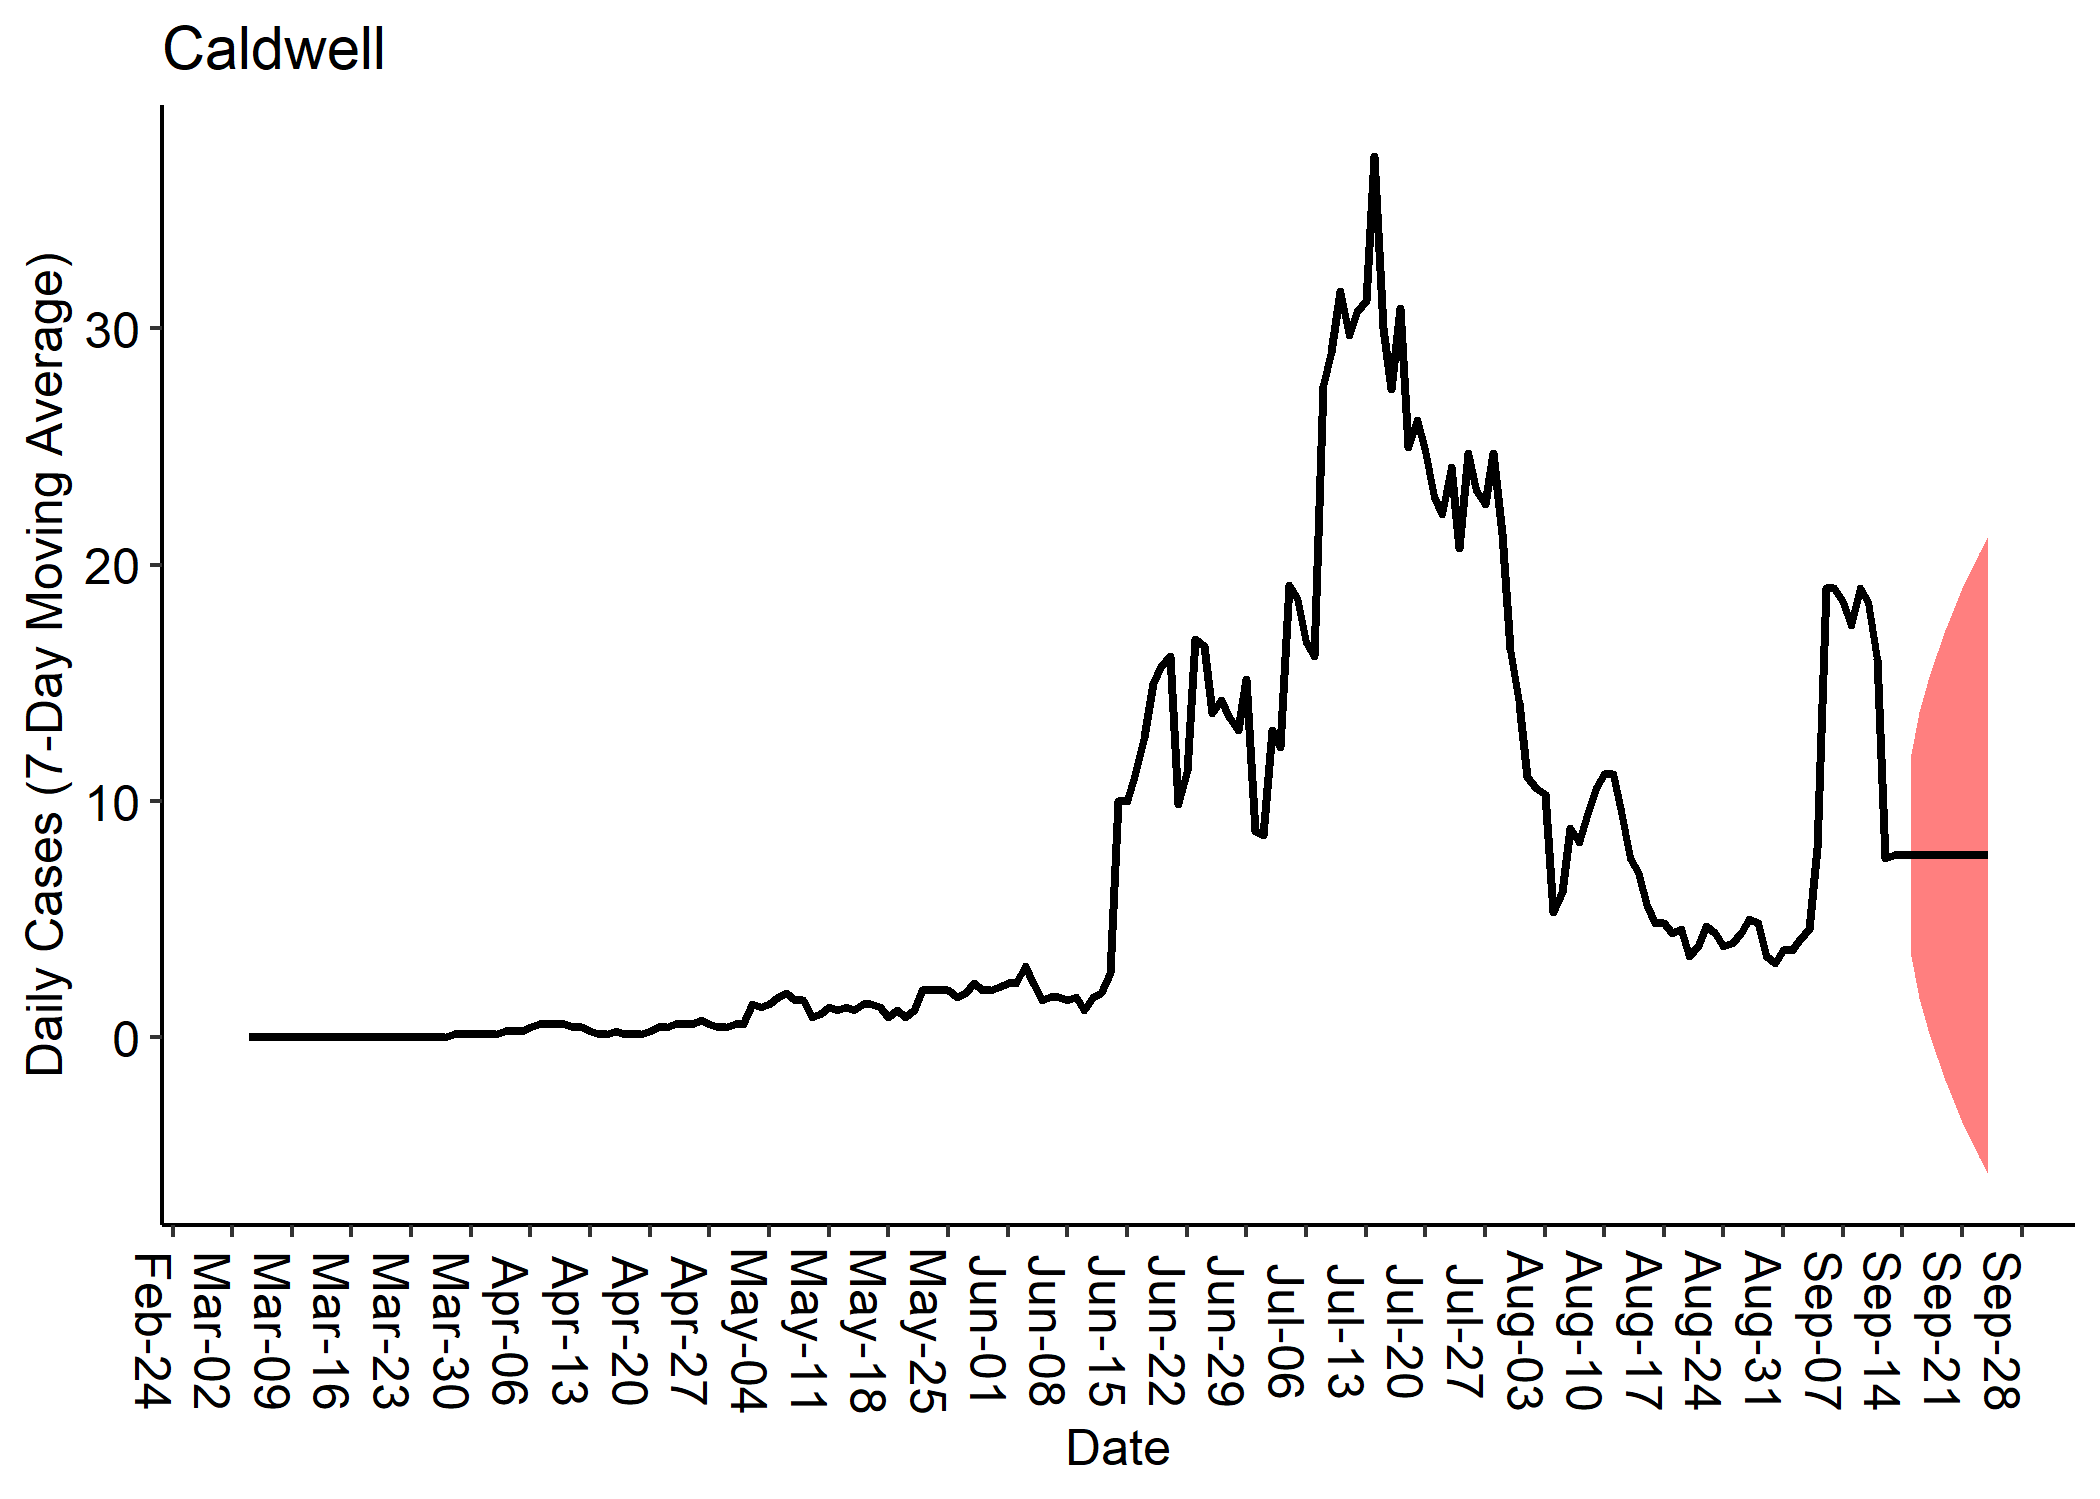 Caldwell
Daily Cases (7-Day Moving Average)
30
20
10
0
Feb-24
Mar-02
Mar-09
Mar-16
Mar-23
Mar-30
Apr-06
Apr-13
Apr-20
Apr-27
May-04
May-11
May-18
May-25
Jun-01
Jun-08
Jun-15
Jun-22
Jun-29
Jul-06
Jul-13
Jul-20
Jul-27
Aug-03
Aug-10
Aug-17
Aug-24
Aug-31
Sep-07
Sep-14
Sep-21
Sep-28
Date